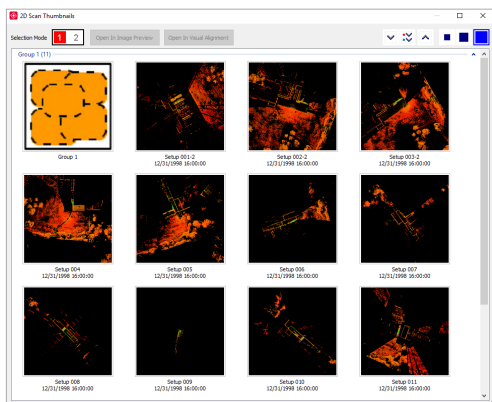 2D Scan Thumbnails
Selection Mode 1 2 Open In Image Preview Open In Visual Alignment
Group 1 (11)
Group 1
Setup 001-2
12/31/1998 16:00:00
Setup 002-2
12/31/1998 16:00:00
Setup 003-2
12/31/1998 16:00:00
Setup 004
12/31/1998 16:00:00
Setup 005
12/31/1998 16:00:00
Setup 006
12/31/1998 16:00:00
Setup 007
12/31/1998 16:00:00
Setup 008
12/31/1998 16:00:00
Setup 009
12/31/1998 16:00:00
Setup 010
12/31/1998 16:00:00
Setup 011
12/31/1998 16:00:00